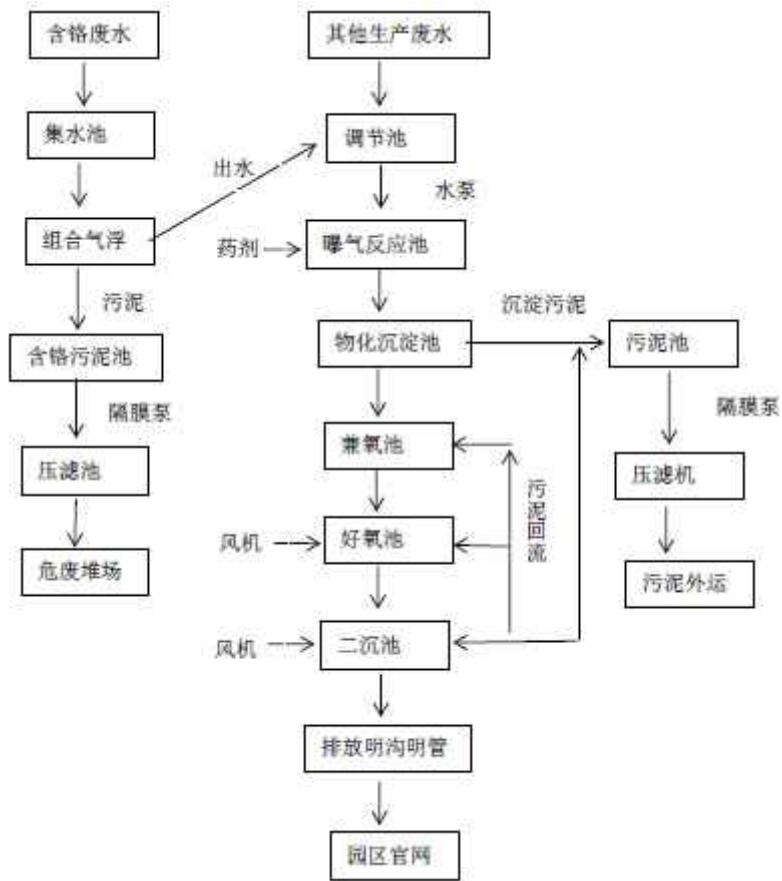 含铬废水
其他生产废水
集水池
调节池
出水
水泵
组合气浮
药剂
曝气反应池
污泥
沉淀污泥
含铬污泥池
物化沉淀池
污泥池
隔膜泵
隔膜泵
兼氧池
污泥回流
压滤池
压滤机
风机
好氧池
危废堆场
污泥外运
风机
二沉池
排放明沟明管
园区官网